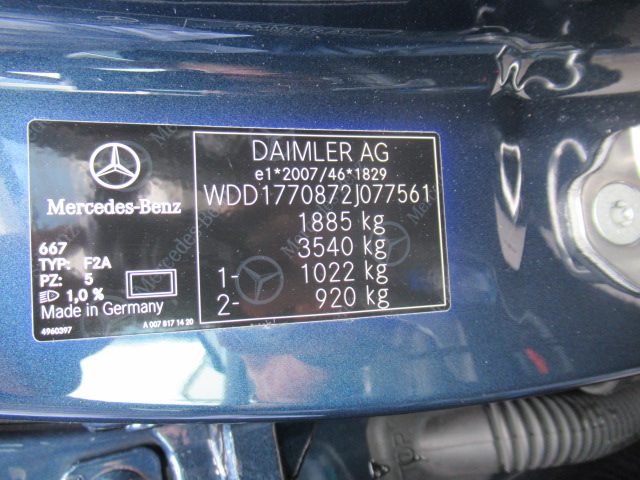 DAIMLER AG
e1*2007/46*1829
WDD1770872J077561
1885 kg
3540 kg
1- 1022 kg
2- 920 kg
Mercedes-Benz
667
TYP: F2A
PZ: 5
1,0 %
Made in Germany
4960397
A 007 817 14 20
UP